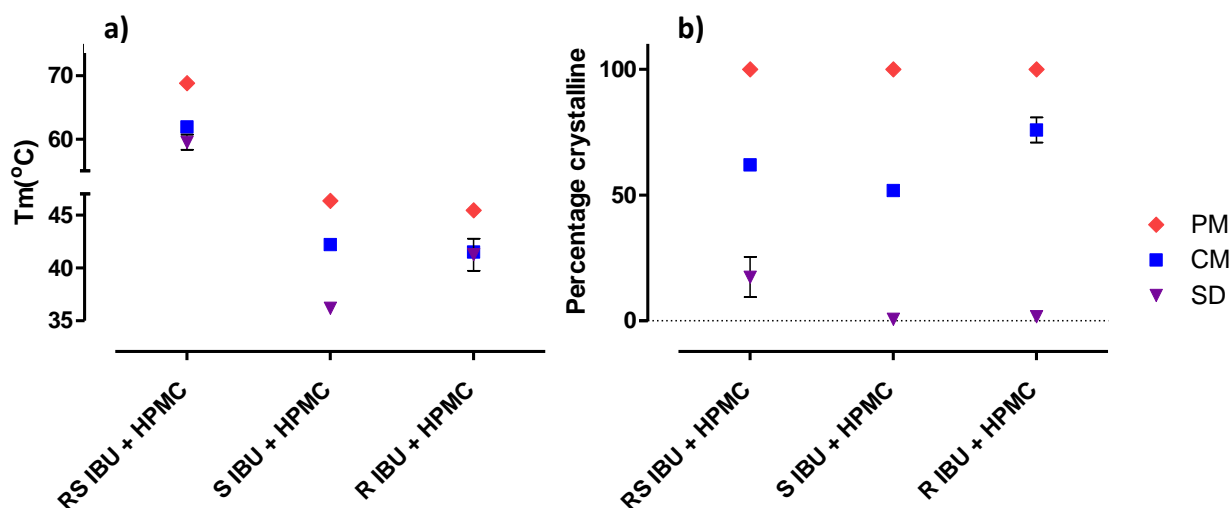 a)
Tm(°C)
70
60
45
40
35
RS IBU + HPMC
S IBU + HPMC
R IBU + HPMC
b)
Percentage crystalline
100
50
0
RS IBU + HPMC
S IBU + HPMC
R IBU + HPMC
PM
CM
SD